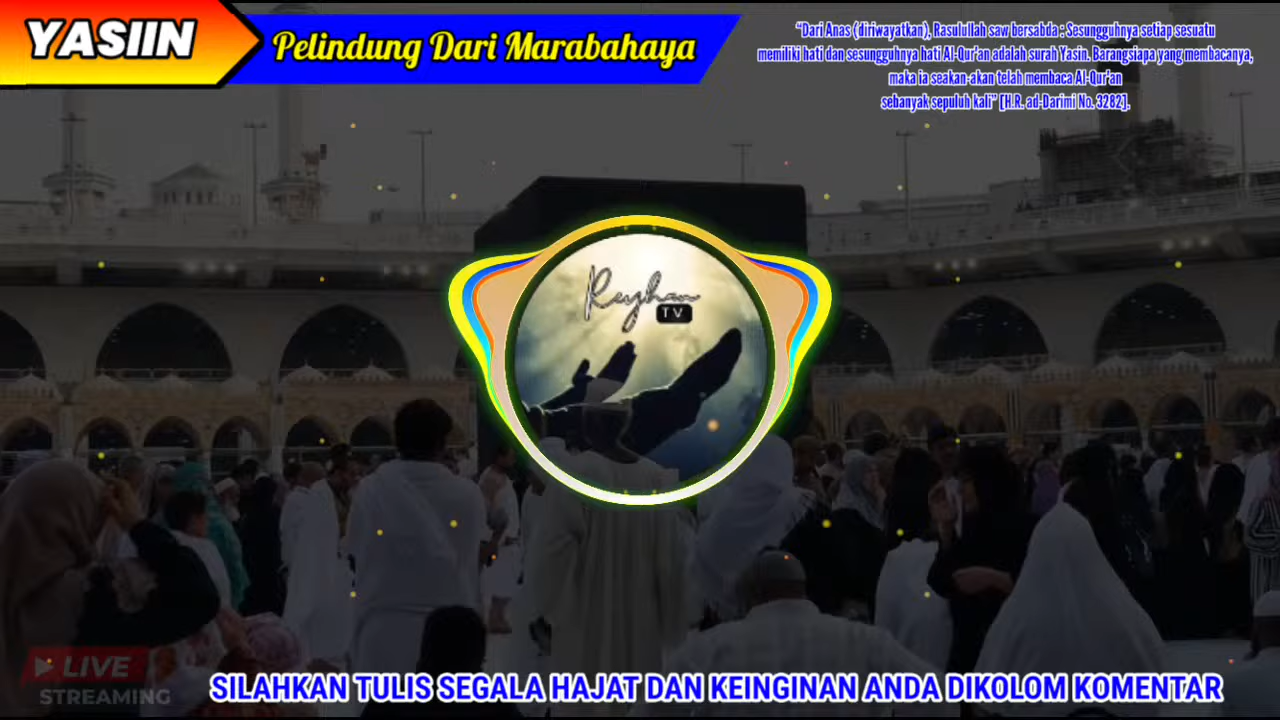 YASIIN
Pelindung Dari Marabahaya
“Dari Anas (diriwayatkan), Rasulullah saw bersabda : Sesungguhnya setiap sesuatu
memiliki hati dan sesungguhnya hati Al-Qur'an adalah surah Yasin. Barangsiapa yang membacanya,
maka ia seakan-akan telah membaca Al-Qur'an
sebanyak sepuluh kali” [H.R. ad-Darimi No. 3282].
Reyhan
TV
LIVE
STREAMING
SILAHKAN TULIS SEGALA HAJAT DAN KEINGINAN ANDA DIKOLOM KOMENTAR